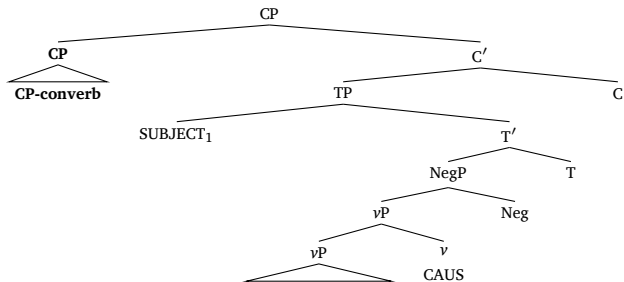 CP
CP C′
CP-converb TP C
SUBJECT1 T′
NegP T
vP Neg
vP v
CAUS